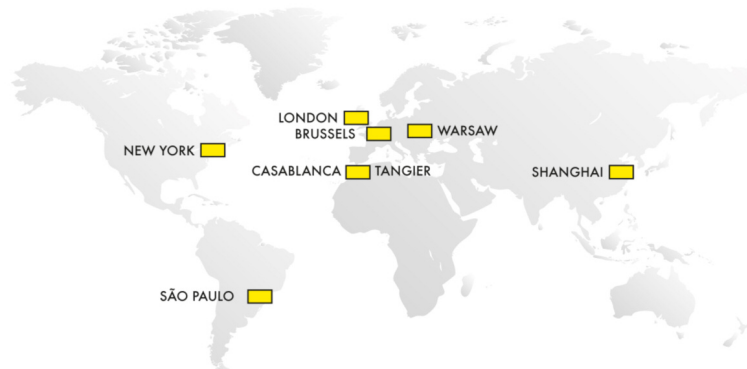 LONDON
BRUSSELS
WARSAW
NEW YORK
CASABLANCA
TANGIER
SHANGHAI
SÃO PAULO